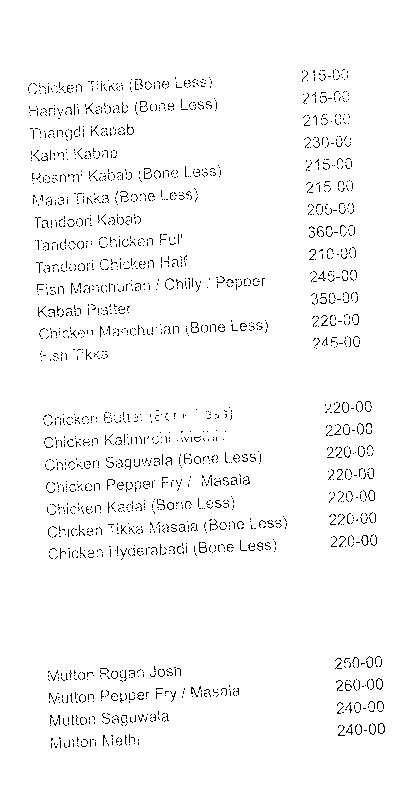 Chicken Tikka (Bone Less) 215-00
Hariyali Kabab (Bone Less) 215-00
Thangdi Kabab 215-00
Kalmi Kabab 230-00
Reshmi Kabab (Bone Less) 215-00
Malai Tikka (Bone Less) 215-00
Tandoori Kabab 205-00
Tandoori Chicken Full 360-00
Tandoori Chicken Half 210-00
Fish Manchurian / Chilly / Pepper 245-00
Kabab Platter 350-00
Chicken Manchurian (Bone Less) 220-00
Fish Tikka 245-00
Chicken Butter (Bone Less) 220-00
Chicken Kalimirchi /Methi 220-00
Chicken Saguwala (Bone Less) 220-00
Chicken Pepper Fry / Masala 220-00
Chicken Kadai (Bone Less) 220-00
Chicken Tikka Masala (Bone Less) 220-00
Chicken Hyderabadi (Bone Less) 220-00
Mutton Rogan Josh 250-00
Mutton Pepper Fry / Masala 260-00
Mutton Saguwala 240-00
Mutton Methi 240-00